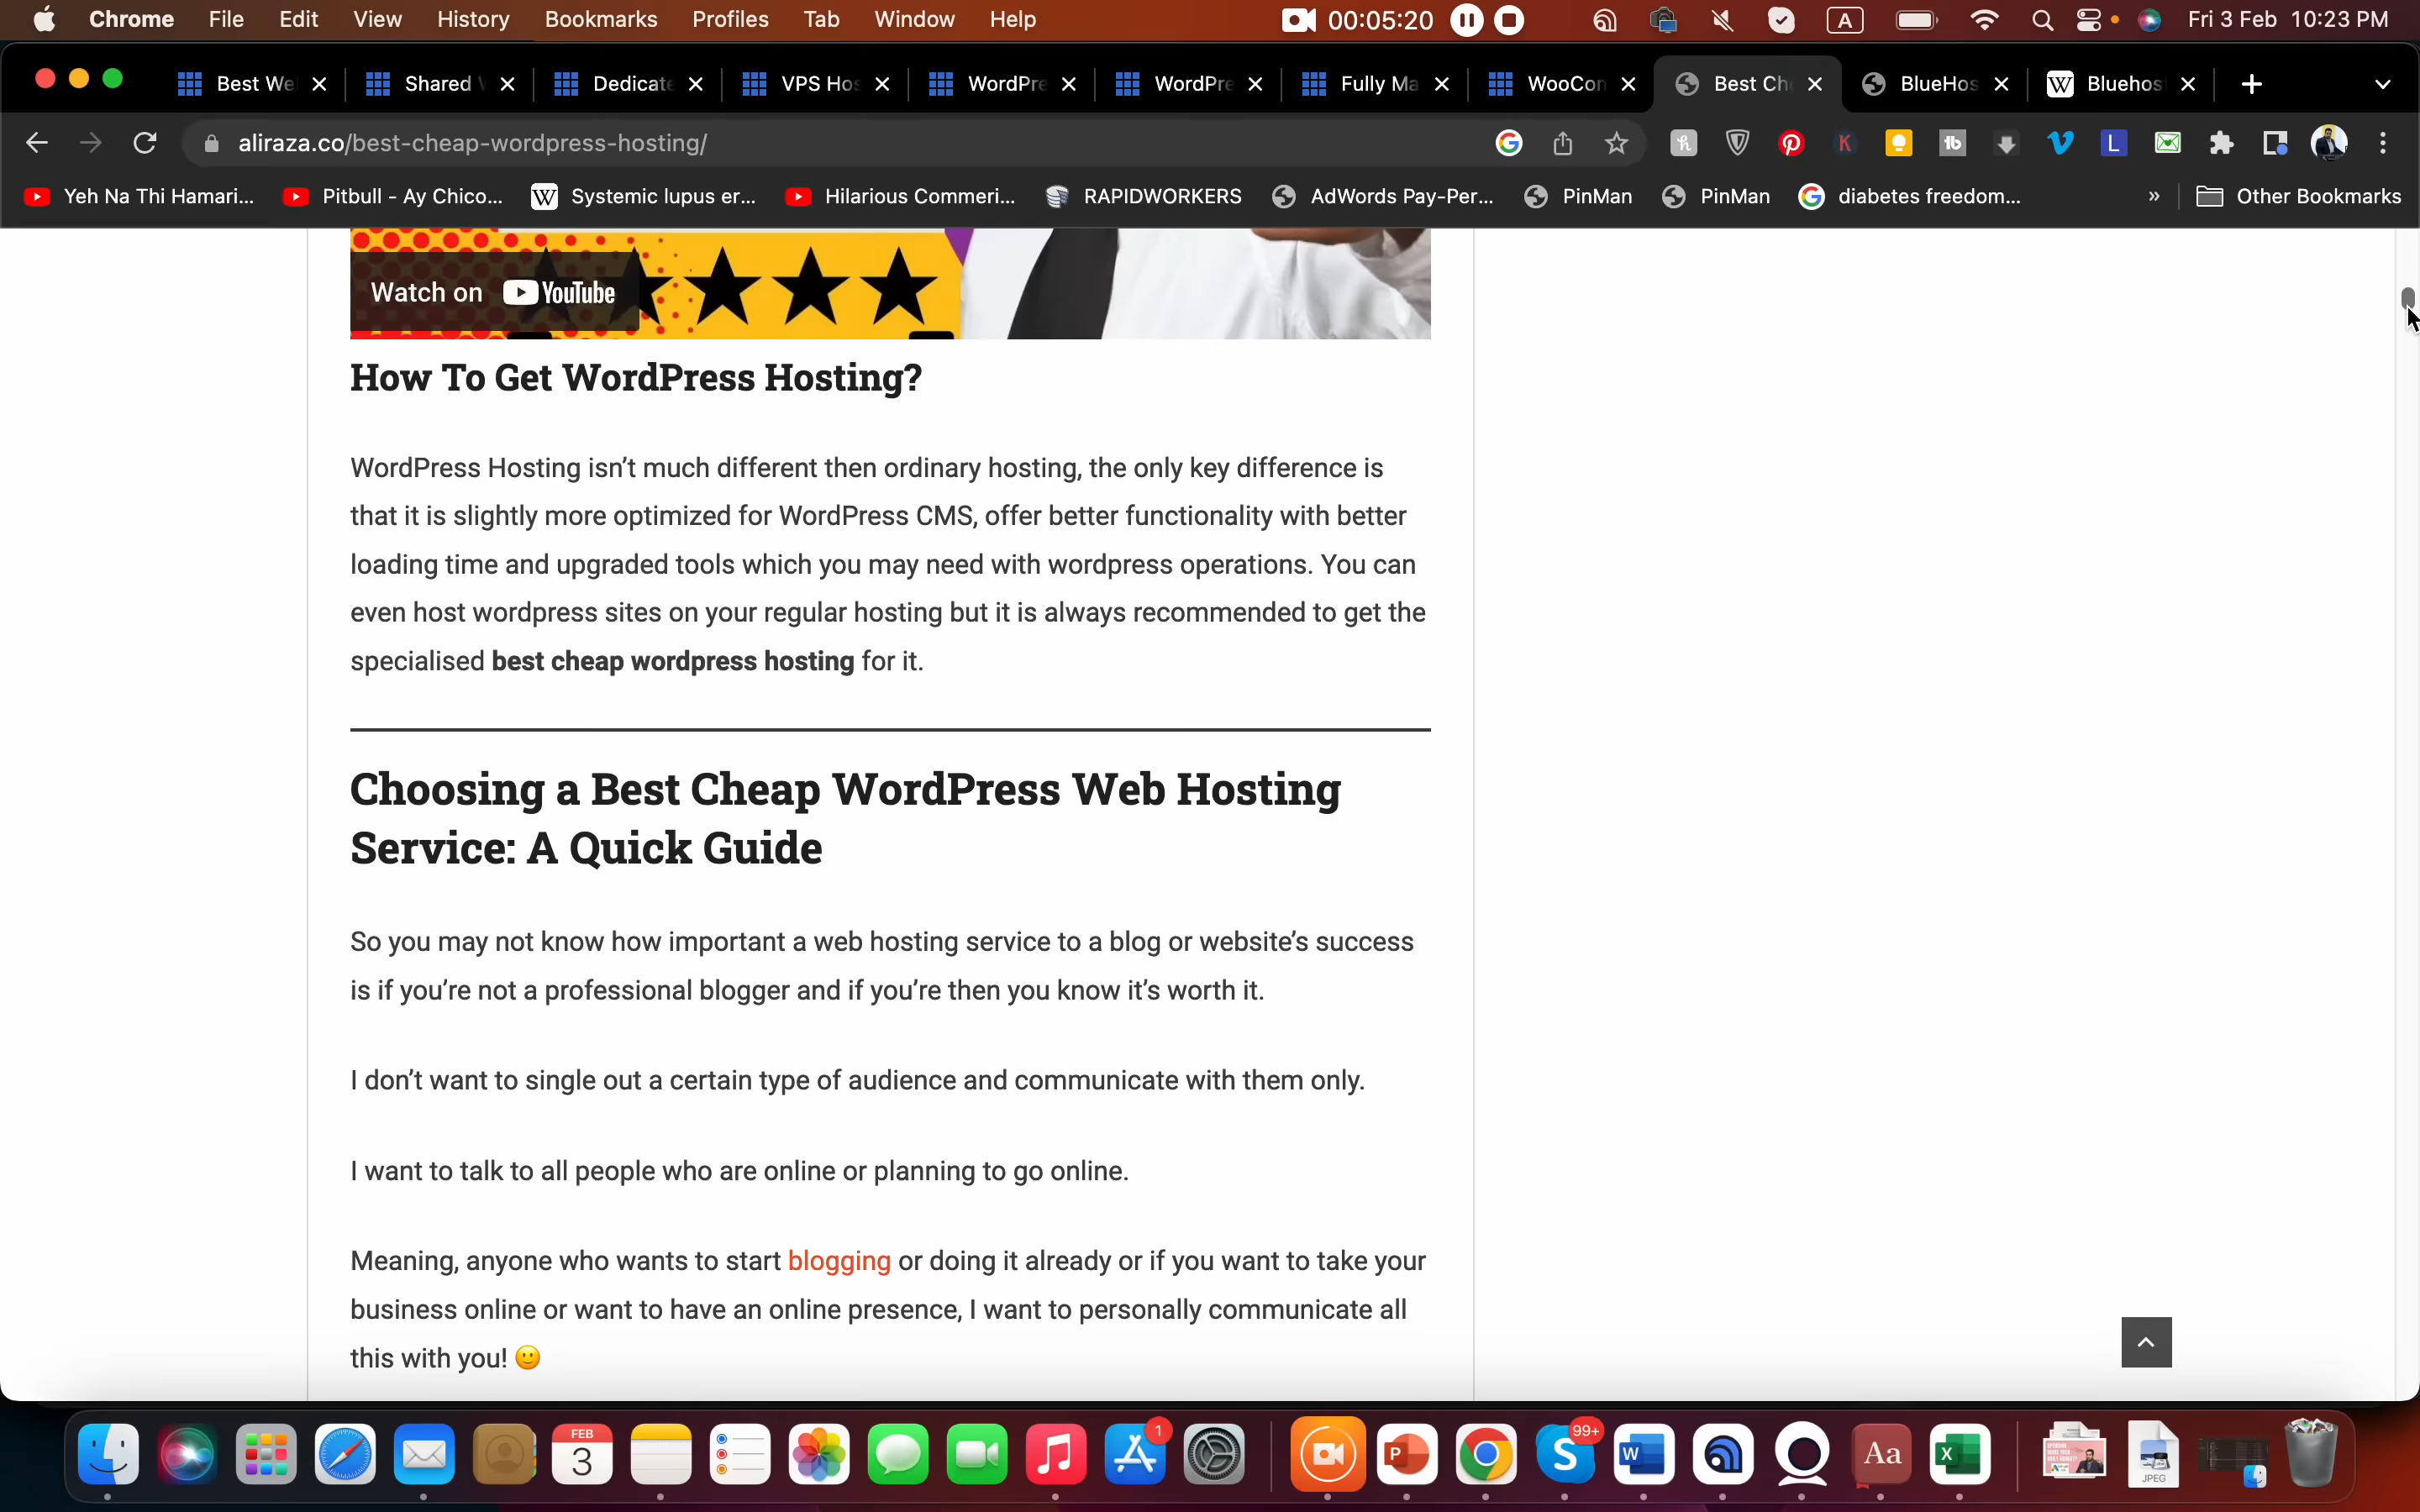 Chrome File Edit View History Bookmarks Profiles Tab Window Help 00:05:20 A Fri 3 Feb 10:23 PM
Best We Shared Dedicate VPS Hos WordPre WordPre Fully Ma WooCon Best Ch BlueHos Bluehos
aliraza.co/best-cheap-wordpress-hosting/
Yeh Na Thi Hamari... Pitbull - Ay Chico... Systemic lupus er... Hilarious Commeri... RAPIDWORKERS AdWords Pay-Per... PinMan PinMan diabetes freedom... » Other Bookmarks
Watch on YouTube
How To Get WordPress Hosting?
WordPress Hosting isn’t much different then ordinary hosting, the only key difference is
that it is slightly more optimized for WordPress CMS, offer better functionality with better
loading time and upgraded tools which you may need with wordpress operations. You can
even host wordpress sites on your regular hosting but it is always recommended to get the
specialised best cheap wordpress hosting for it.
Choosing a Best Cheap WordPress Web Hosting
Service: A Quick Guide
So you may not know how important a web hosting service to a blog or website’s success
is if you’re not a professional blogger and if you’re then you know it’s worth it.
I don’t want to single out a certain type of audience and communicate with them only.
I want to talk to all people who are online or planning to go online.
Meaning, anyone who wants to start blogging or doing it already or if you want to take your
business online or want to have an online presence, I want to personally communicate all
this with you! 🙂
FEB
3
1
99+
Aa
JPEG